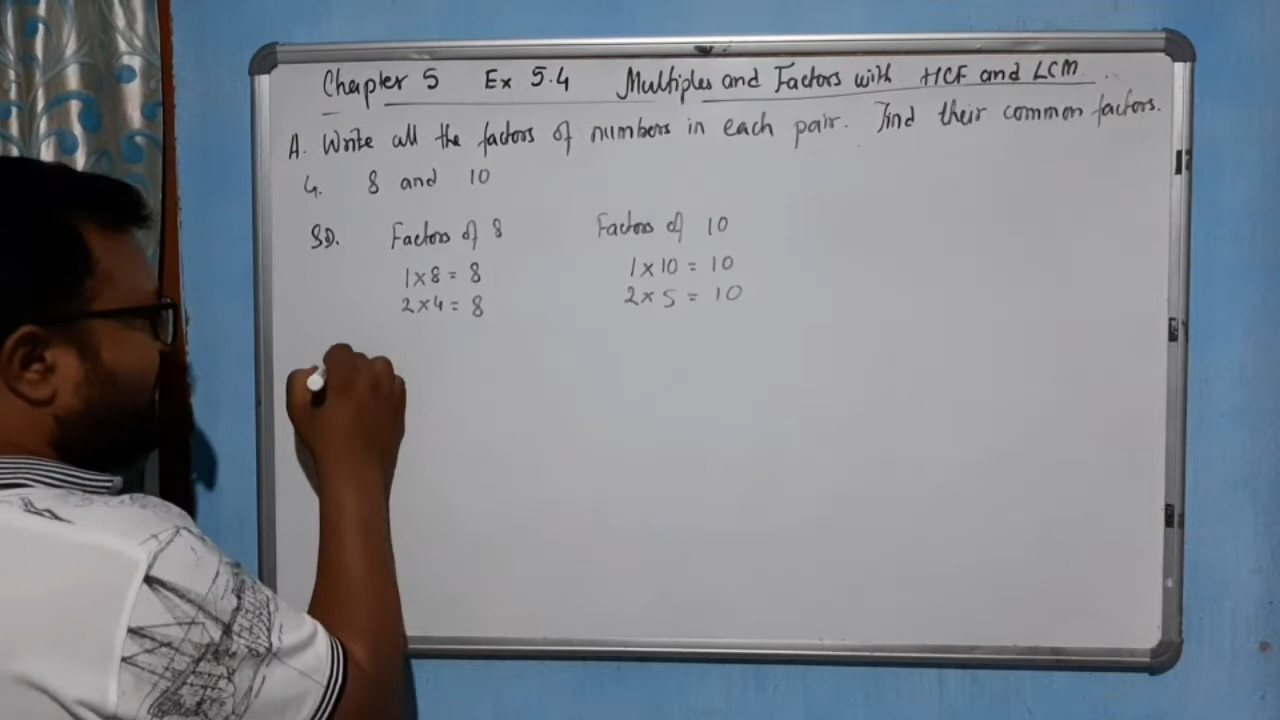 Chapter 5 Ex 5.4 Multiples and Factors with HCF and LCM.
A. Write all the factors of numbers in each pair. Find their common factors.
4. 8 and 10
SD. Factors of 8 Factors of 10
1 x 8 = 8 1 x 10 = 10
2 x 4 = 8 2 x 5 = 10